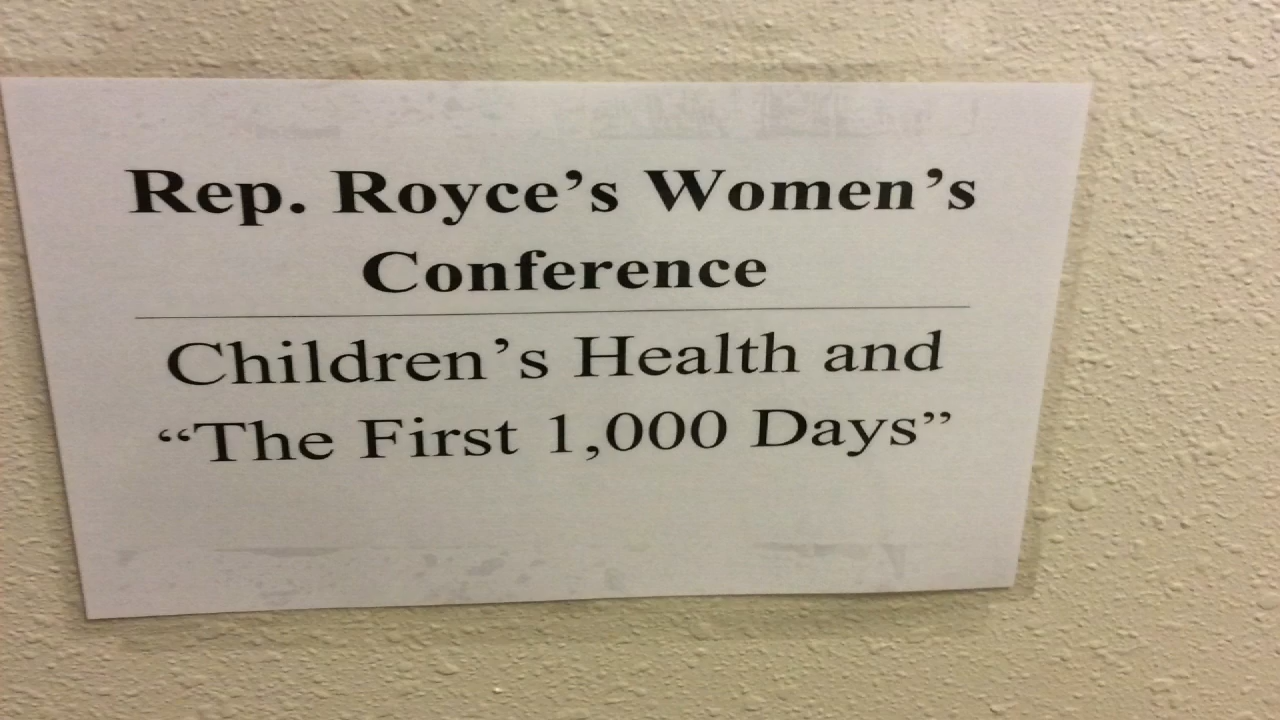 Rep. Royce’s Women’s
Conference
Children’s Health and
“The First 1,000 Days”